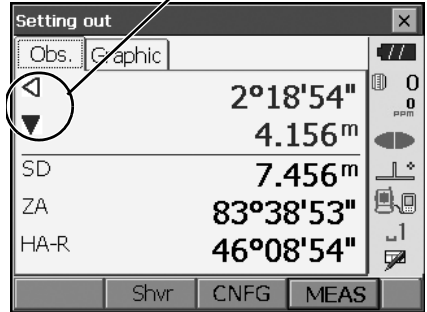 Setting out
Obs. Graphic
2°18'54"
4.156m
SD 7.456m
ZA 83°38'53"
HA-R 46°08'54"
0
0
PPM
1
Shvr CNFG MEAS